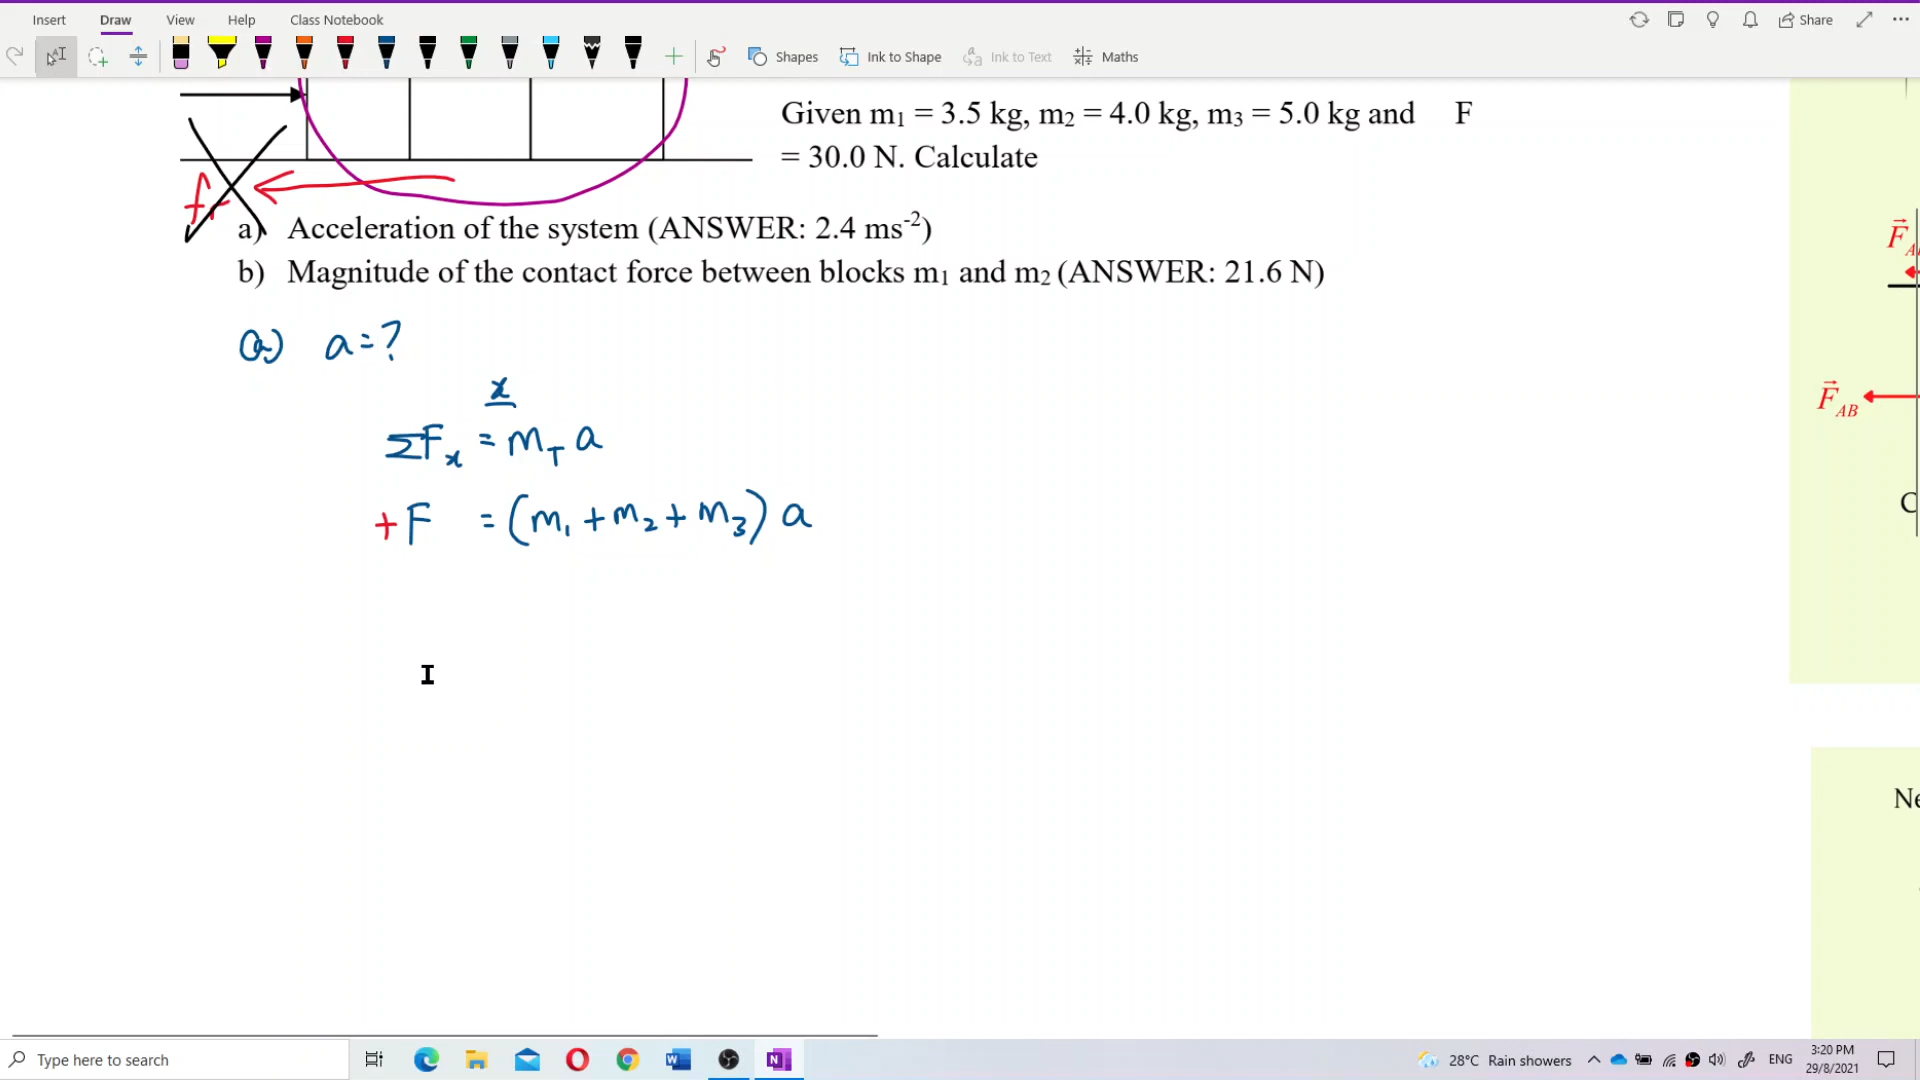 Insert Draw View Help Class Notebook Share
Shapes Ink to Shape Ink to Text Maths
Given m₁ = 3.5 kg, m₂ = 4.0 kg, m₃ = 5.0 kg and F
= 30.0 N. Calculate
fr
a) Acceleration of the system (ANSWER: 2.4 ms⁻²)
b) Magnitude of the contact force between blocks m₁ and m₂ (ANSWER: 21.6 N)
a) a = ?
x
ΣFₓ = m_T a
+F = (m₁ + m₂ + m₃) a
F_A
F_AB
C
Ne
Type here to search
28°C Rain showers
ENG
3:20 PM
29/8/2021